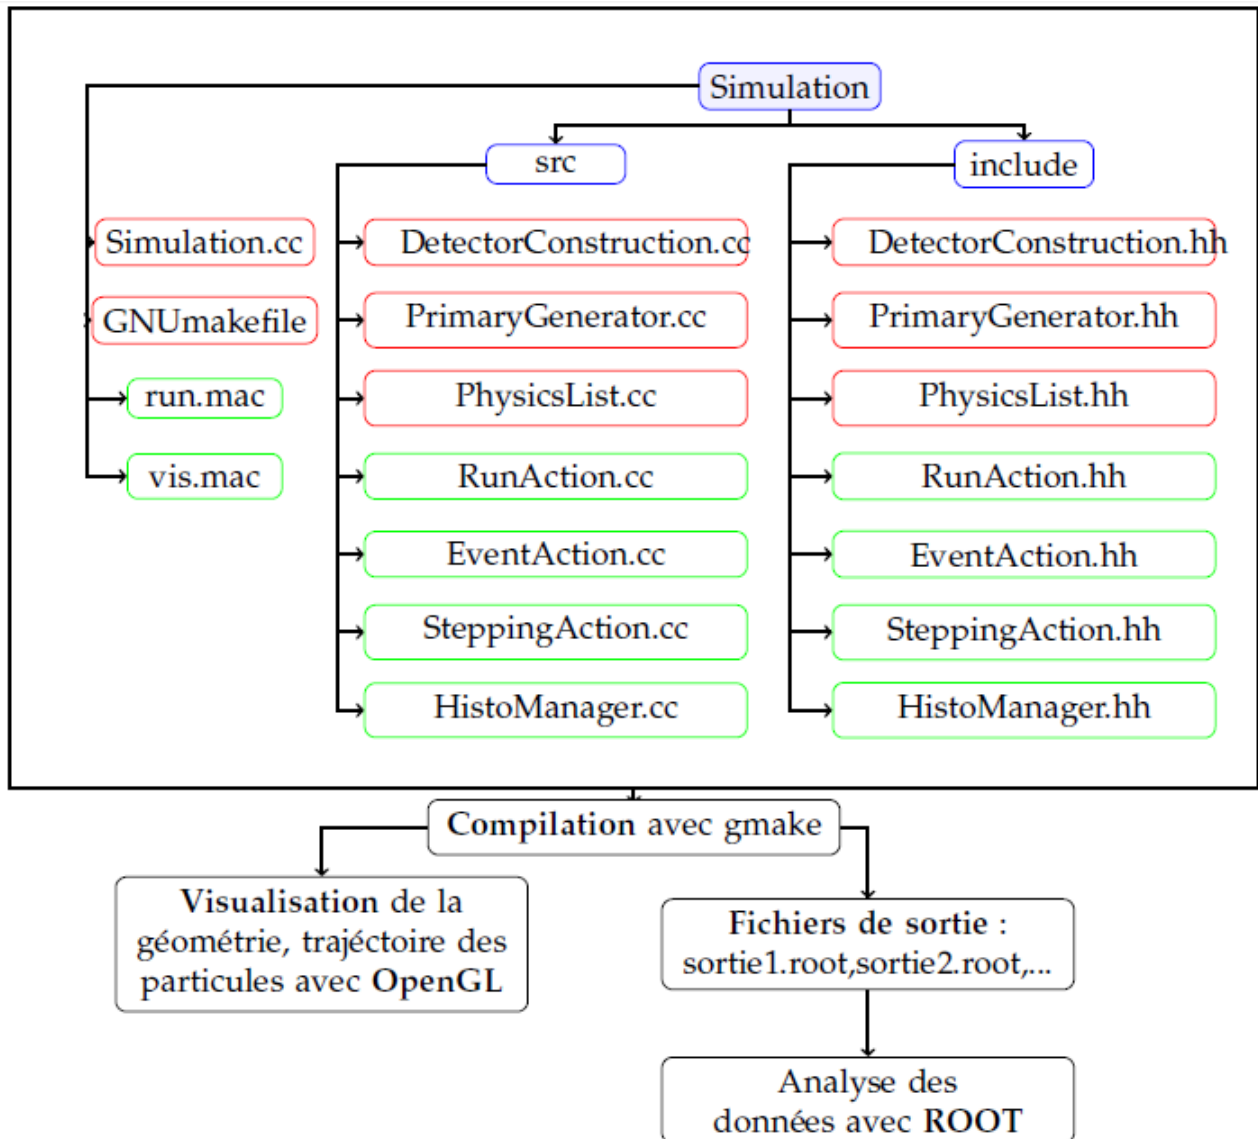 Simulation
src
include
Simulation.cc
DetectorConstruction.cc
DetectorConstruction.hh
GNUmakefile
PrimaryGenerator.cc
PrimaryGenerator.hh
run.mac
PhysicsList.cc
PhysicsList.hh
vis.mac
RunAction.cc
RunAction.hh
EventAction.cc
EventAction.hh
SteppingAction.cc
SteppingAction.hh
HistoManager.cc
HistoManager.hh
Compilation avec gmake
Visualisation de la
géométrie, trajéctoire des
particules avec OpenGL
Fichiers de sortie :
sortie1.root,sortie2.root,...
Analyse des
données avec ROOT